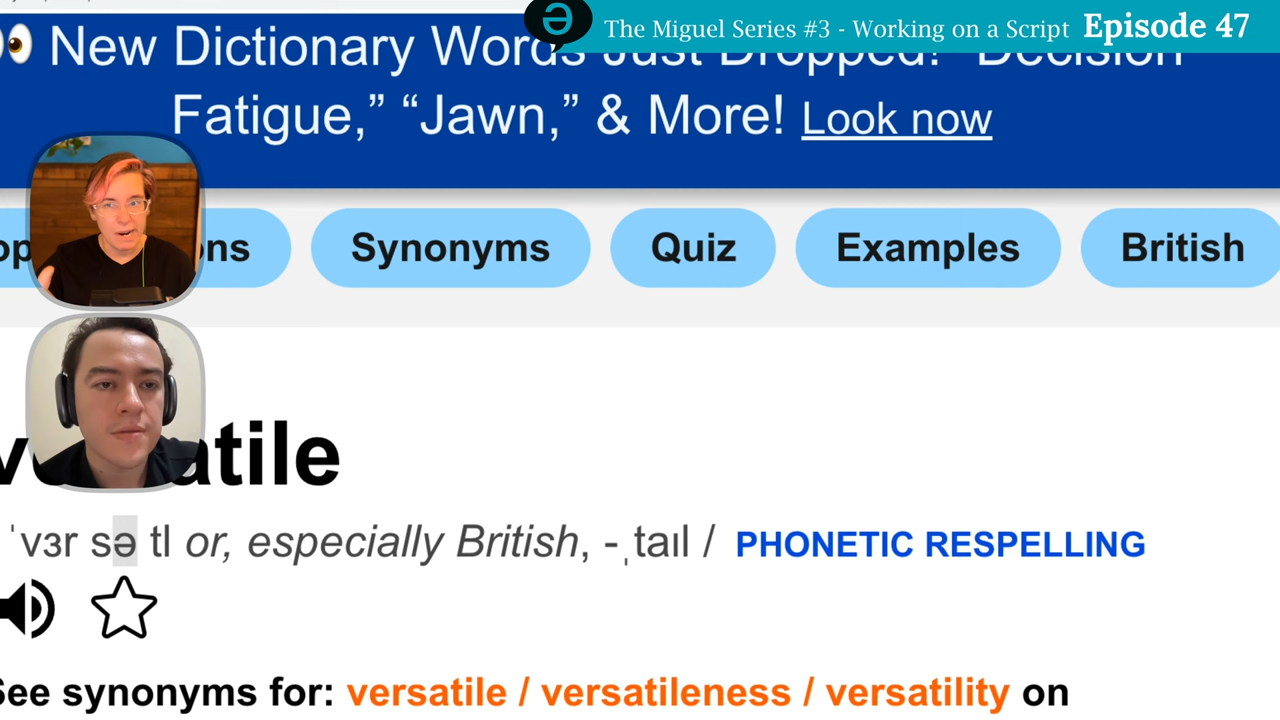 ə The Miguel Series #3 - Working on a Script Episode 47
👀 New Dictionary Words Just Dropped! “Decision
Fatigue,” “Jawn,” & More! Look now
Synonyms Quiz Examples British
ˈvɜr sə tl or, especially British, -ˌtaɪl / PHONETIC RESPELLING
See synonyms for: versatile / versatileness / versatility on